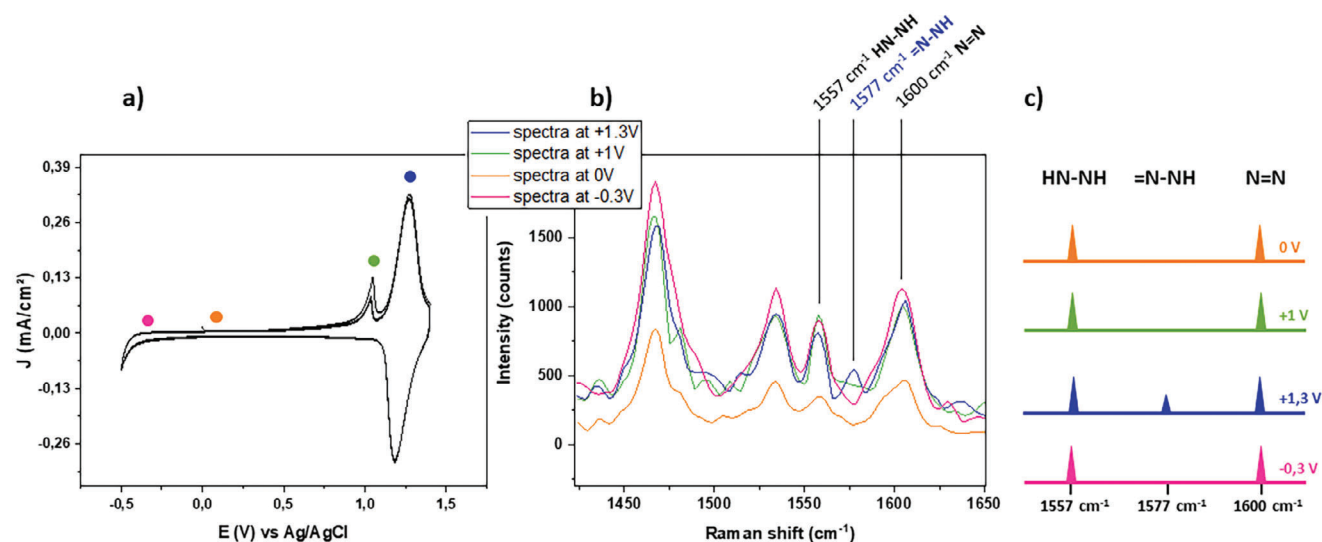 a)
J (mA/cm²)
0,39
0,26
0,13
0,00
-0,13
-0,26
-0,5
0,0
0,5
1,0
1,5
E (V) vs Ag/AgCl
b)
1557 cm⁻¹ HN-NH
1577 cm⁻¹ =N-NH
1600 cm⁻¹ N=N
spectra at +1.3V
spectra at +1V
spectra at 0V
spectra at -0.3V
Intensity (counts)
1500
1000
500
0
1450
1500
1550
1600
1650
Raman shift (cm⁻¹)
c)
HN-NH =N-NH N=N
0 V
+1 V
+1,3 V
-0,3 V
1557 cm⁻¹ 1577 cm⁻¹ 1600 cm⁻¹